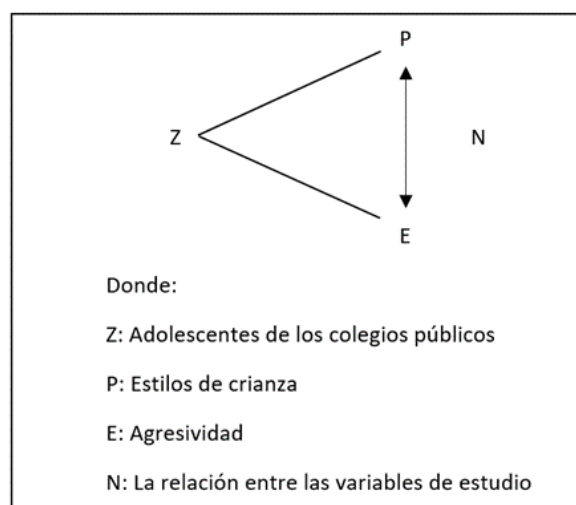 P
Z
N
E
Donde:
Z: Adolescentes de los colegios públicos
P: Estilos de crianza
E: Agresividad
N: La relación entre las variables de estudio